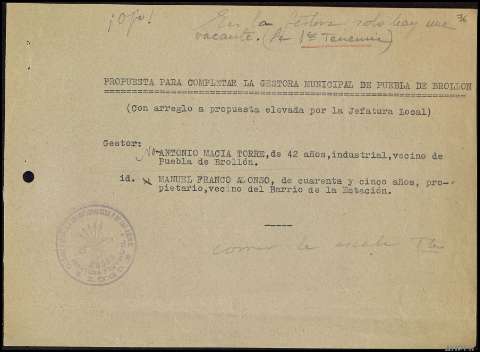 ¡Ojo!
En la gestora solo hay una 36
vacante. (la 1ª Tenencia)
PROPUESTA PARA COMPLETAR LA GESTORA MUNICIPAL DE PUEBLA DE BROLLON
(Con arreglo a propuesta elevada por la Jefatura Local)
Gestor:
No- ANTONIO MACIA TORRE, de 42 años, industrial, vecino de
Puebla de Brollón.
id. x MANUEL FRANCO ALONSO, de cuarenta y cinco años, pro-
pietario, vecino del Barrio de la Estación.